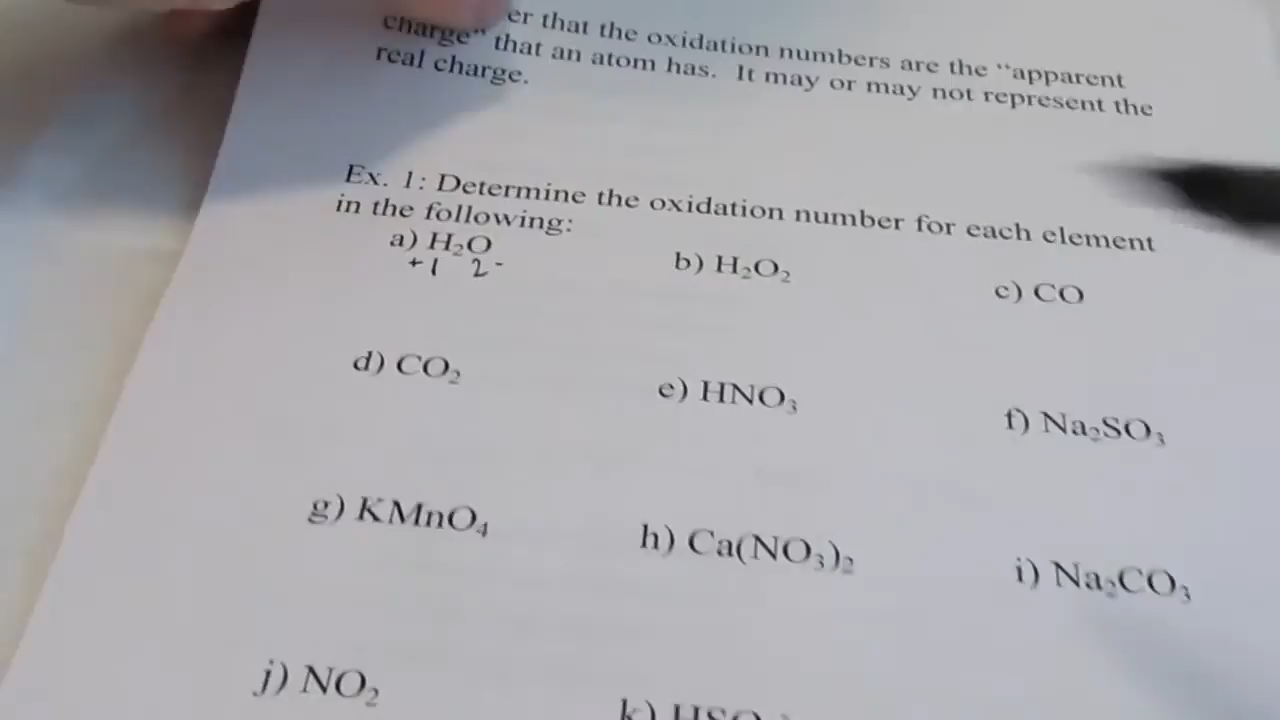 er that the oxidation numbers are the "apparent
charge" that an atom has. It may or may not represent the
real charge.
Ex. 1: Determine the oxidation number for each element
in the following:
a) H₂O b) H₂O₂ c) CO
+1 2-
d) CO₂ e) HNO₃ f) Na₂SO₃
g) KMnO₄ h) Ca(NO₃)₂ i) Na₂CO₃
j) NO₂ k)